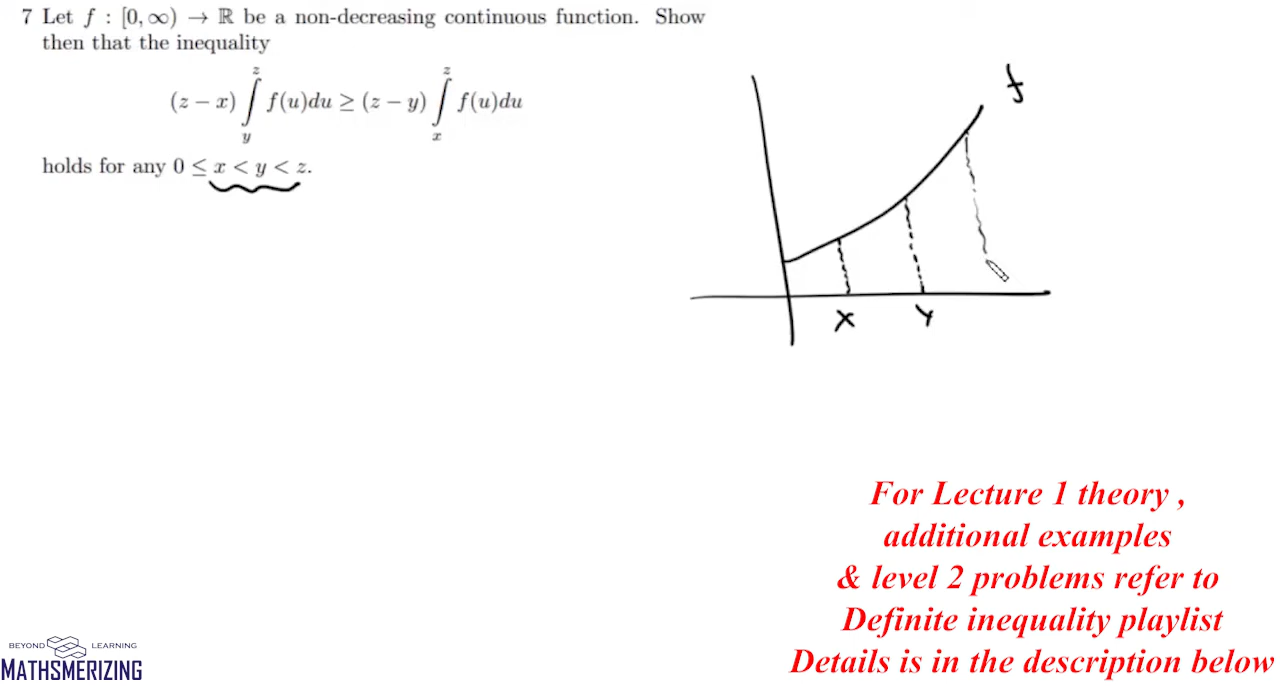 7 Let f : [0, ∞) → ℝ be a non-decreasing continuous function. Show
then that the inequality
(z − x) ∫_y^z f(u)du ≥ (z − y) ∫_x^z f(u)du
holds for any 0 ≤ x < y < z.
f
x y
For Lecture 1 theory ,
additional examples
& level 2 problems refer to
Definite inequality playlist
Details is in the description below
BEYOND LEARNING
MATHSMERIZING